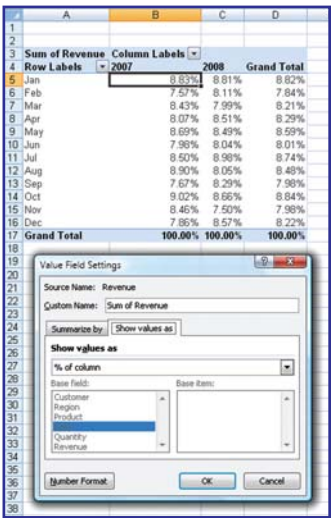 A B C D
1
2
3 Sum of Revenue Column Labels
4 Row Labels 2007 2008 Grand Total
5 Jan 8.83% 8.81% 8.82%
6 Feb 7.57% 8.11% 7.84%
7 Mar 8.43% 7.99% 8.21%
8 Apr 8.07% 8.51% 8.29%
9 May 8.69% 8.49% 8.59%
10 Jun 7.98% 8.04% 8.01%
11 Jul 8.50% 8.98% 8.74%
12 Aug 8.90% 8.05% 8.48%
13 Sep 7.67% 8.29% 7.98%
14 Oct 9.02% 8.66% 8.84%
15 Nov 8.46% 7.50% 7.98%
16 Dec 7.86% 8.57% 8.22%
17 Grand Total 100.00% 100.00% 100.00%
18
19 Value Field Settings
20
21 Source Name: Revenue
22 Custom Name: Sum of Revenue
23
24 Summarize by Show values as
25
26 Show values as
27 % of column
28
29 Base field: Base item:
30 Customer
31 Region
Product
32
33 Quantity
Revenue
34
35
36 Number Format OK Cancel
37
38